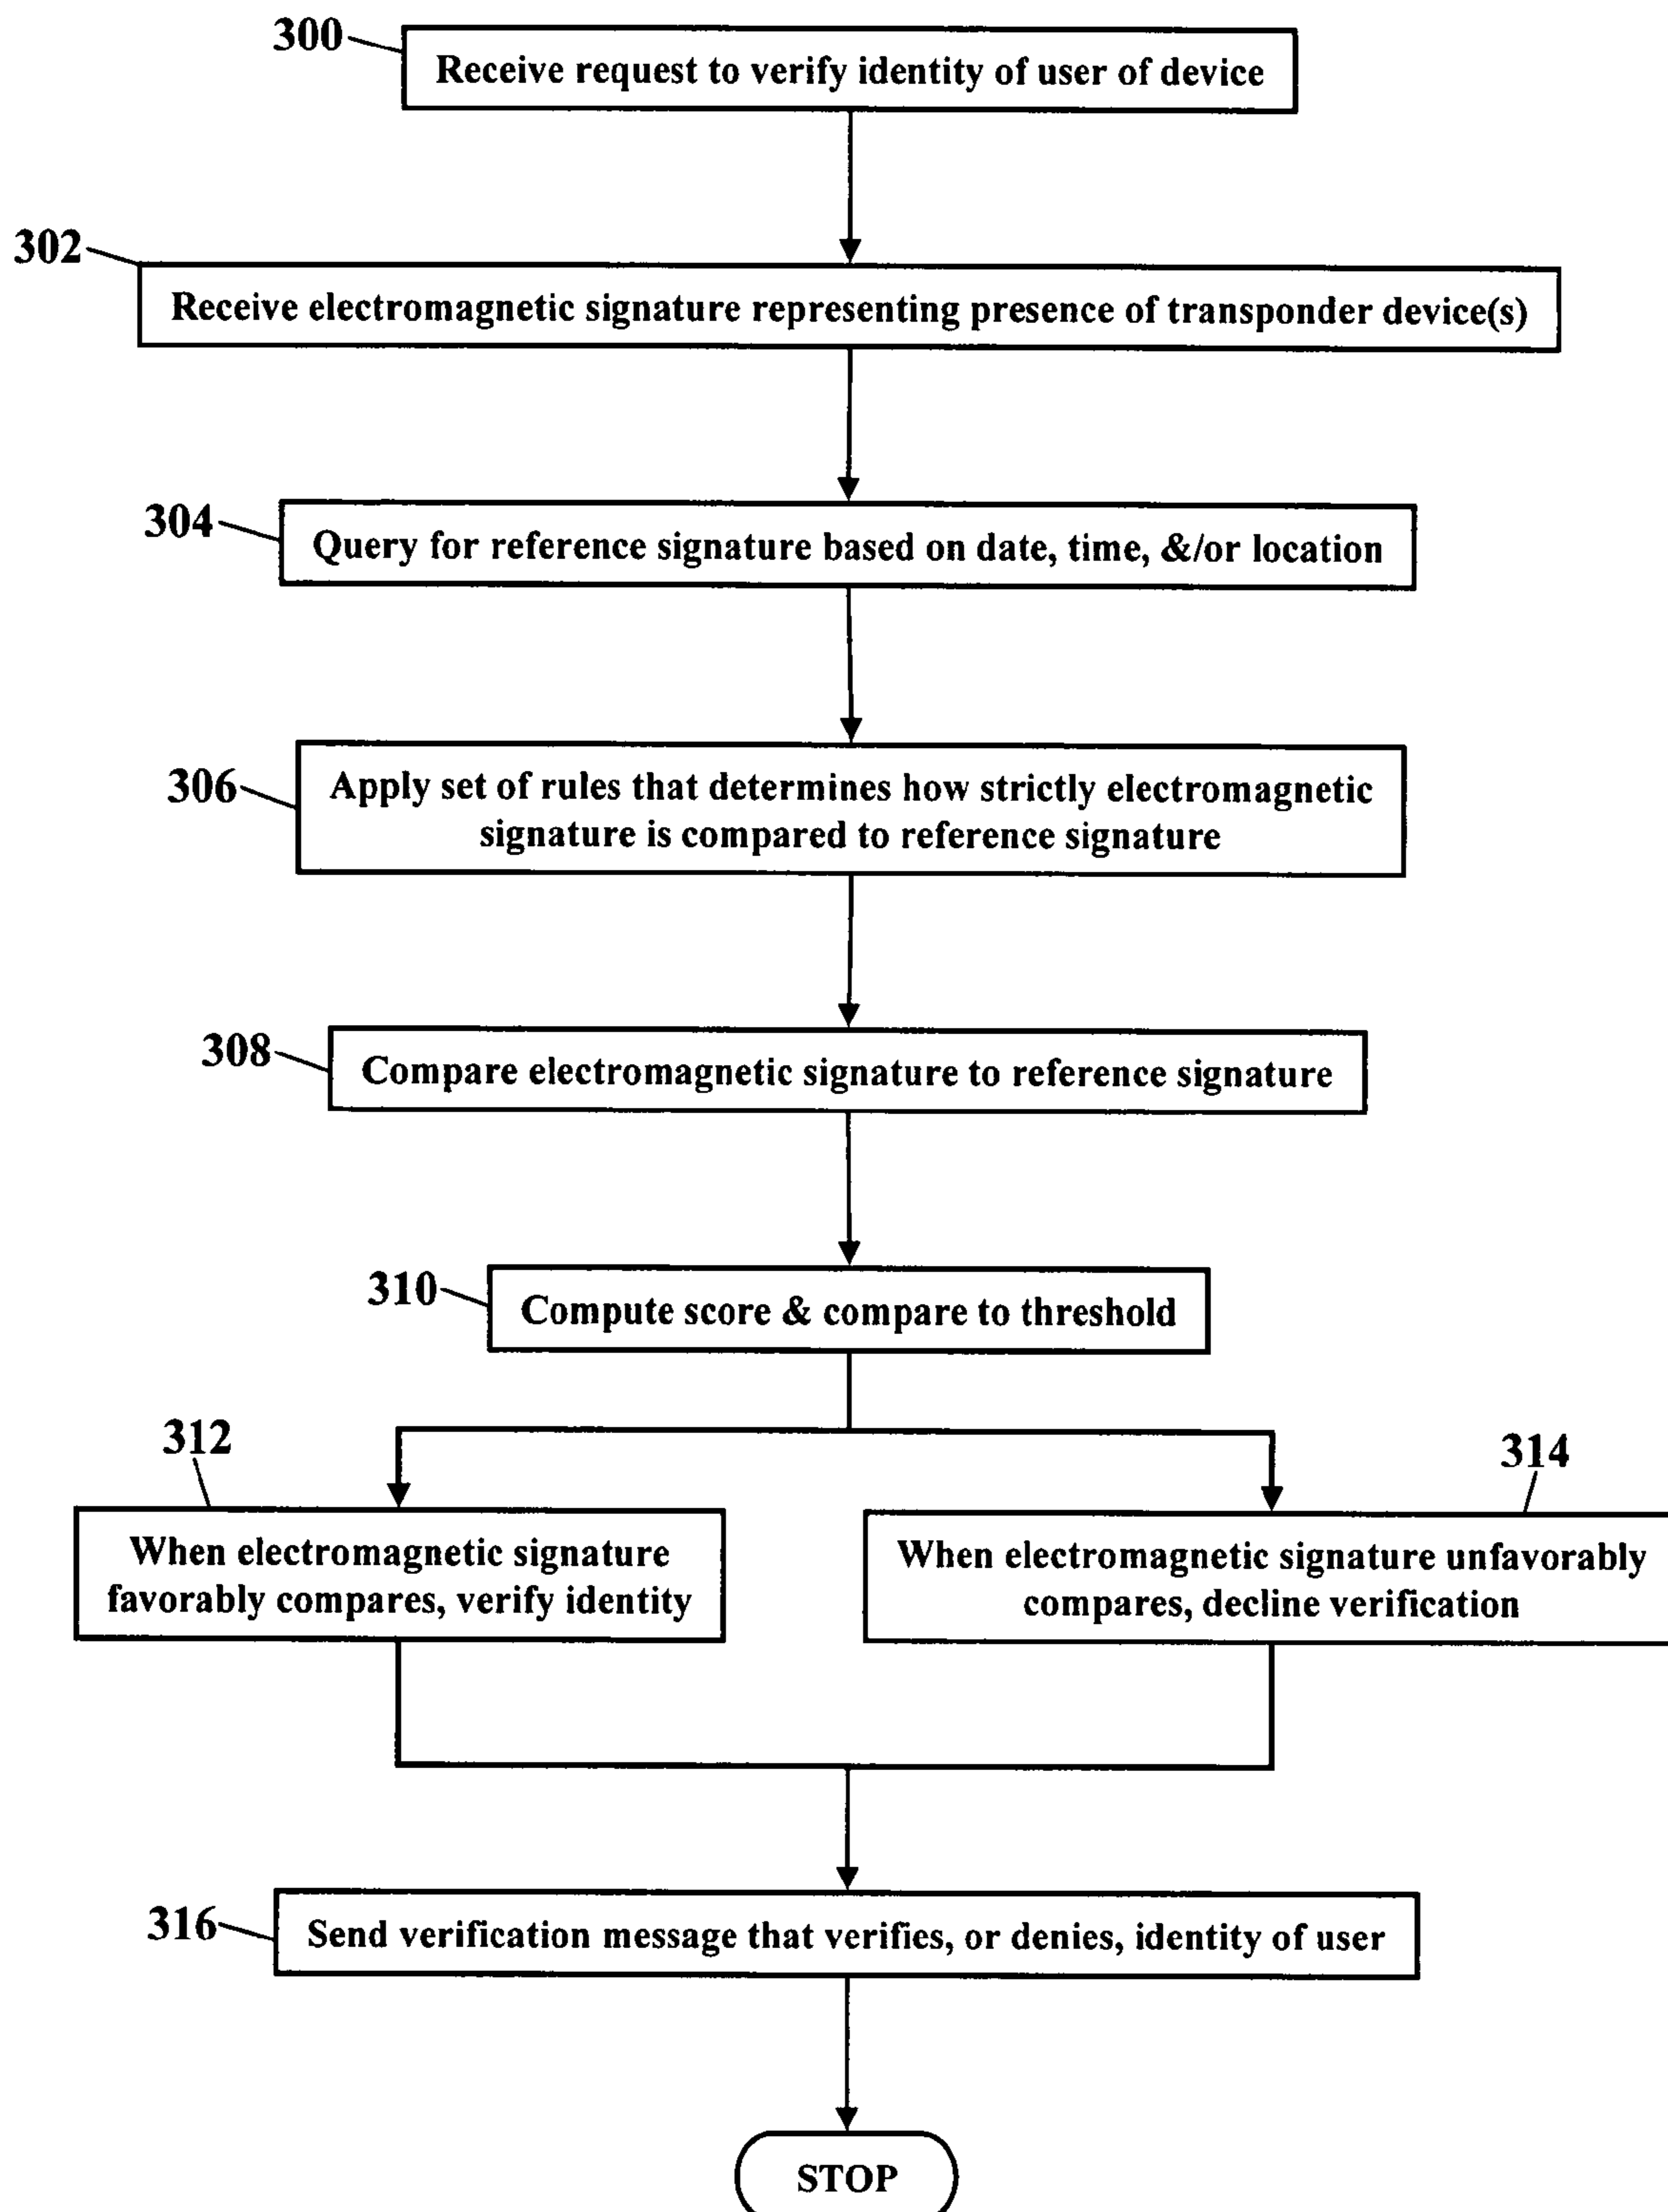 300
Receive request to verify identity of user of device
302
Receive electromagnetic signature representing presence of transponder device(s)
304
Query for reference signature based on date, time, &/or location
306
Apply set of rules that determines how strictly electromagnetic
signature is compared to reference signature
308
Compare electromagnetic signature to reference signature
310
Compute score & compare to threshold
312
When electromagnetic signature
favorably compares, verify identity
314
When electromagnetic signature unfavorably
compares, decline verification
316
Send verification message that verifies, or denies, identity of user
STOP